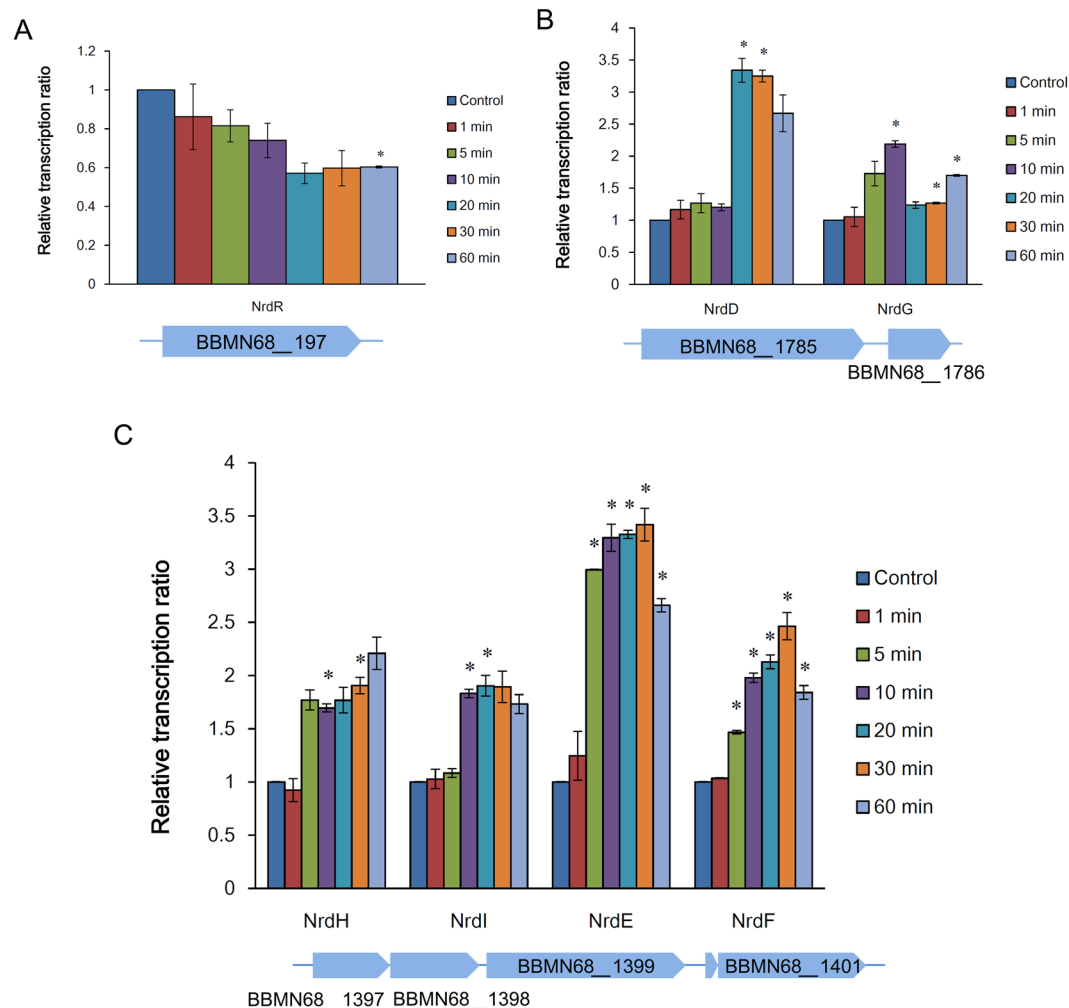 A
Relative transcription ratio
1.2
1
0.8
0.6
0.4
0.2
0
*
NrdR
Control
1 min
5 min
10 min
20 min
30 min
60 min
BBMN68__197
B
Relative transcription ratio
4
3.5
3
2.5
2
1.5
1
0.5
0
* * * * *
NrdD NrdG
Control
1 min
5 min
10 min
20 min
30 min
60 min
BBMN68__1785
BBMN68__1786
C
Relative transcription ratio
4
3.5
3
2.5
2
1.5
1
0.5
0
* * * * * * * * * * * * * *
NrdH NrdI NrdE NrdF
Control
1 min
5 min
10 min
20 min
30 min
60 min
BBMN68__1399 BBMN68__1401
BBMN68__1397 BBMN68__1398